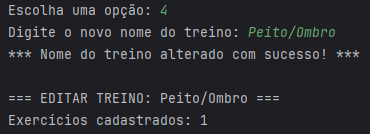 Escolha uma opção: 4
Digite o novo nome do treino: Peito/Ombro
*** Nome do treino alterado com sucesso! ***
=== EDITAR TREINO: Peito/Ombro ===
Exercícios cadastrados: 1